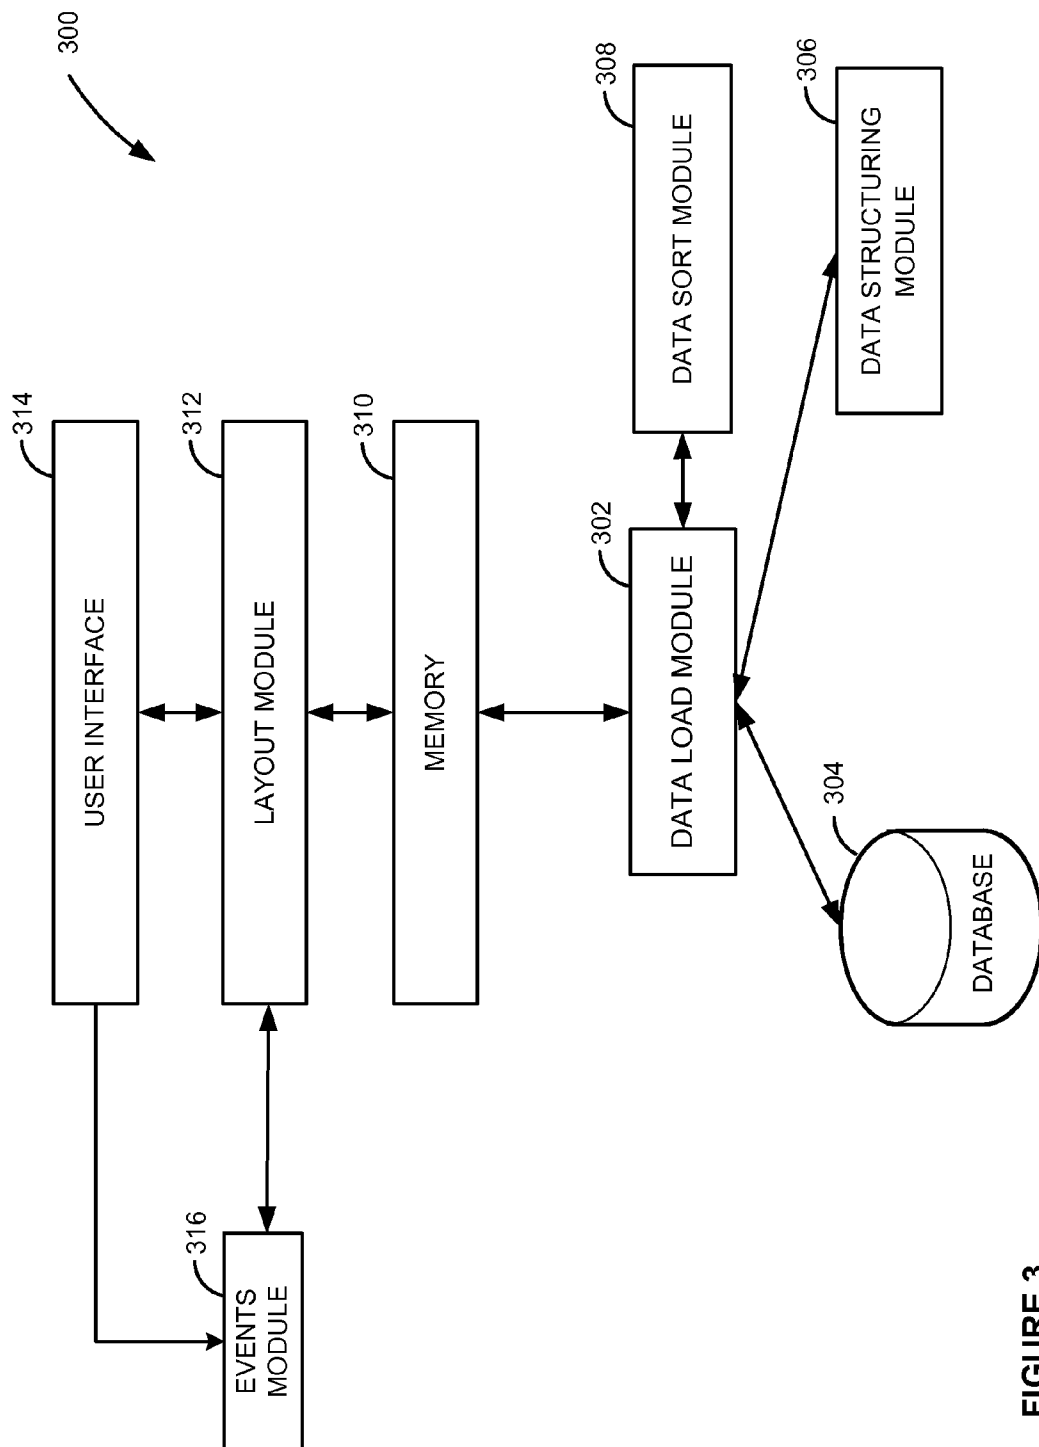 300
314
USER INTERFACE
312
LAYOUT MODULE
316
EVENTS
MODULE
310
MEMORY
302
DATA LOAD MODULE
308
DATA SORT MODULE
304
DATABASE
306
DATA STRUCTURING
MODULE
FIGURE 3